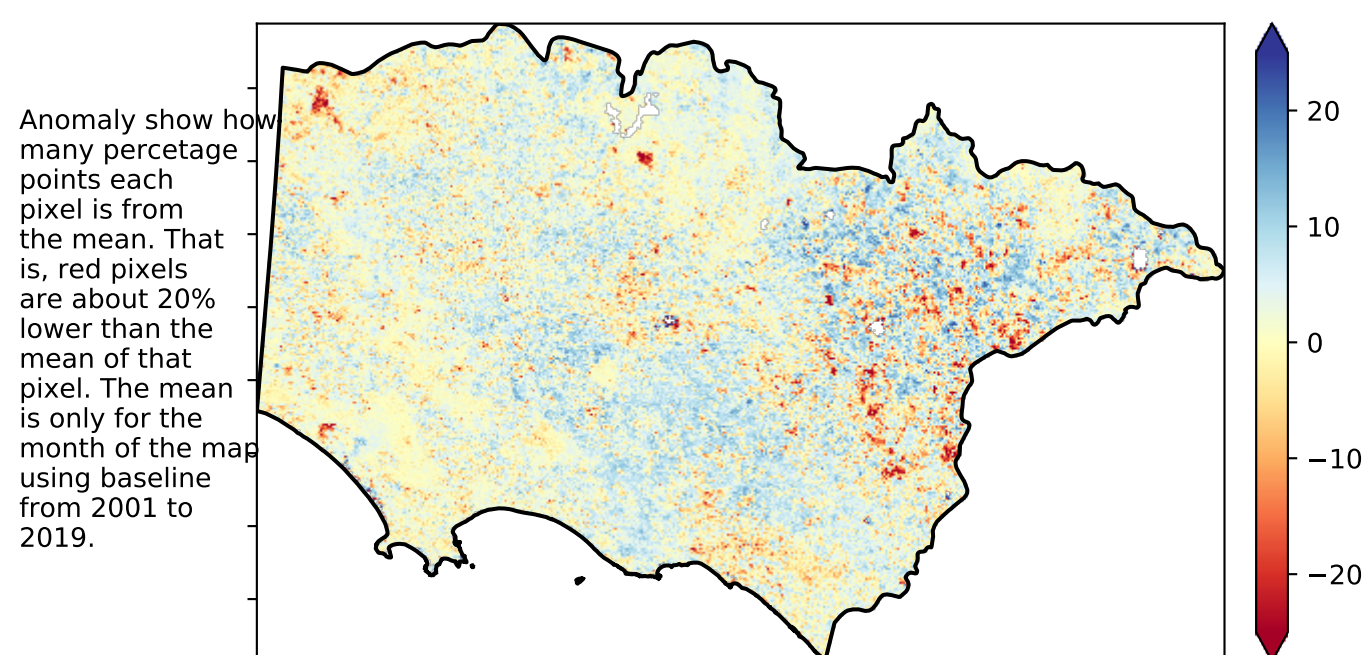 Anomaly show how
many percetage
points each
pixel is from
the mean. That
is, red pixels
are about 20%
lower than the
mean of that
pixel. The mean
is only for the
month of the map
using baseline
from 2001 to
2019.
20
10
0
−10
−20